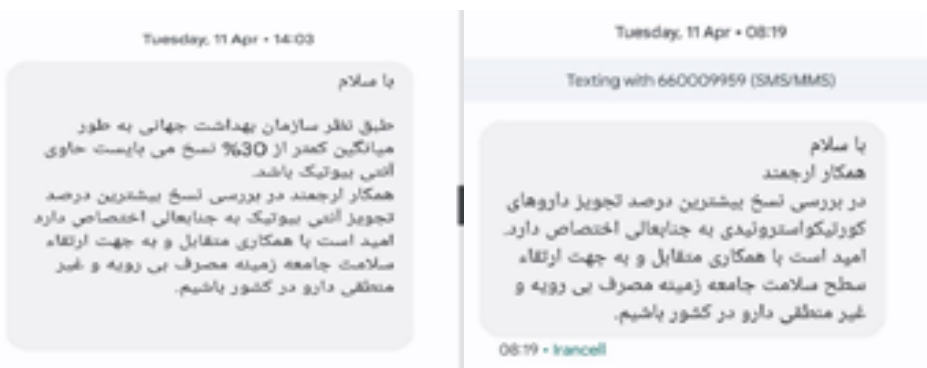 Tuesday, 11 Apr • 14:03
با سلام
طبق نظر سازمان بهداشت جهانی به طور
میانگین کمتر از 30% نسخ می بایست حاوی
آنتی بیوتیک باشد.
همکار ارجمند در بررسی نسخ بیشترین درصد
تجویز آنتی بیوتیک به جنابعالی اختصاص دارد
امید است با همکاری متقابل و به جهت ارتقاء
سلامت جامعه زمینه مصرف بی رویه و غیر
منطقی دارو در کشور باشیم.
Tuesday, 11 Apr • 08:19
Texting with 660009959 (SMS/MMS)
با سلام
همکار ارجمند
در بررسی نسخ بیشترین درصد تجویز داروهای
کورتیکواستروئیدی به جنابعالی اختصاص دارد.
امید است با همکاری متقابل و به جهت ارتقاء
سطح سلامت جامعه زمینه مصرف بی رویه و
غیر منطقی دارو در کشور باشیم.
08:19 • Irancell